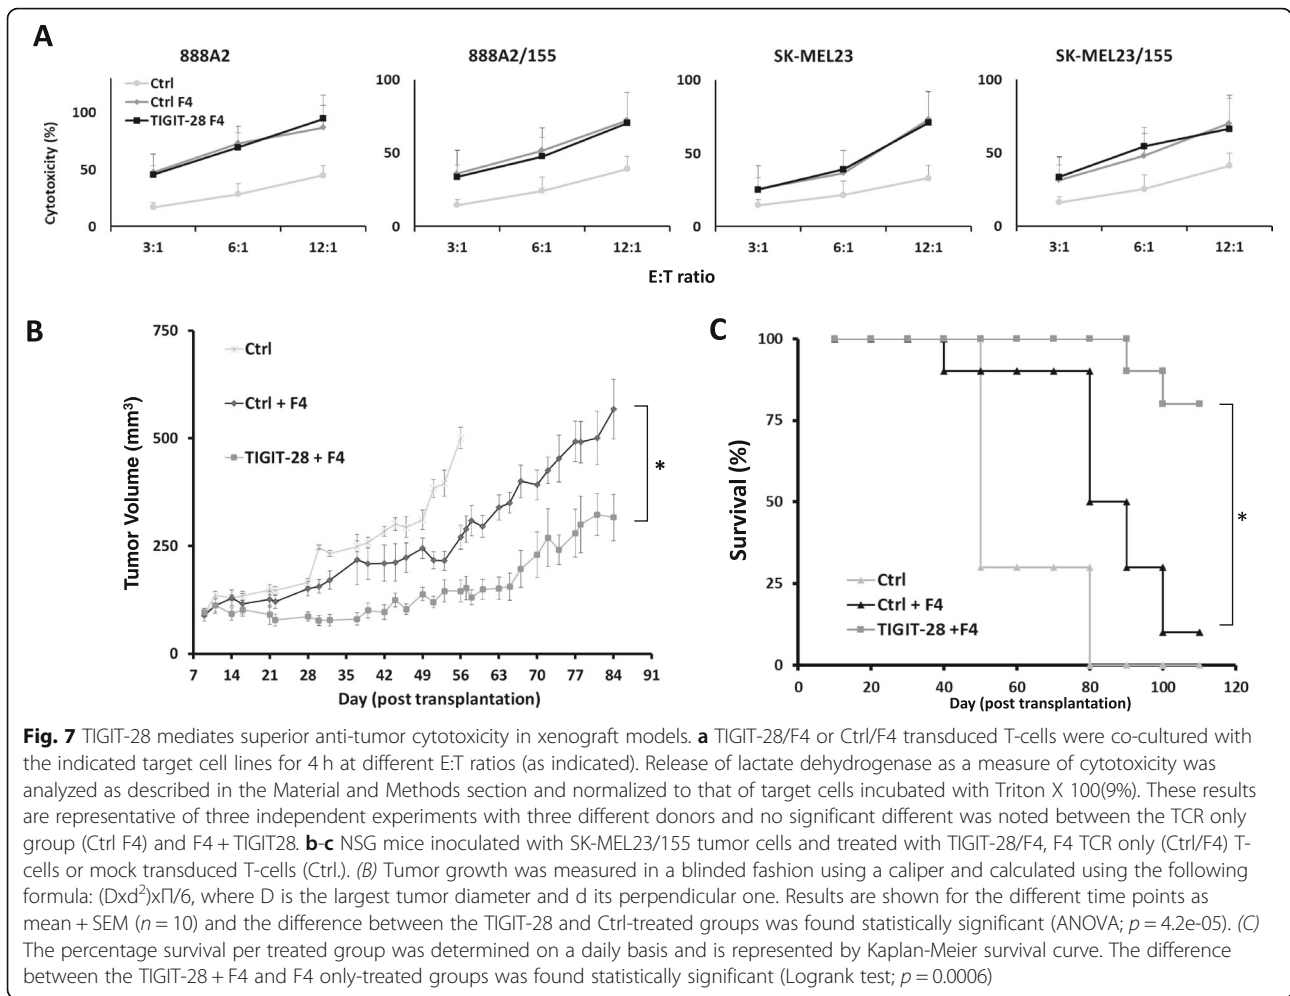 A
888A2
888A2/155
SK-MEL23
SK-MEL23/155
Ctrl
Ctrl F4
TIGIT-28 F4
Cytotoxicity (%)
100
50
0
100
50
0
100
50
0
100
50
0
3:1 6:1 12:1
3:1 6:1 12:1
3:1 6:1 12:1
3:1 6:1 12:1
E:T ratio
B
Tumor Volume (mm³)
750
500
250
0
Ctrl
Ctrl + F4
TIGIT-28 + F4
*
7 14 21 28 35 42 49 56 63 70 77 84 91
Day (post transplantation)
C
Survival (%)
100
75
50
25
0
Ctrl
Ctrl + F4
TIGIT-28 +F4
*
0 20 40 60 80 100 120
Day (post transplantation)
Fig. 7 TIGIT-28 mediates superior anti-tumor cytotoxicity in xenograft models. a TIGIT-28/F4 or Ctrl/F4 transduced T-cells were co-cultured with
the indicated target cell lines for 4 h at different E:T ratios (as indicated). Release of lactate dehydrogenase as a measure of cytotoxicity was
analyzed as described in the Material and Methods section and normalized to that of target cells incubated with Triton X 100(9%). These results
are representative of three independent experiments with three different donors and no significant different was noted between the TCR only
group (Ctrl F4) and F4 + TIGIT28. b-c NSG mice inoculated with SK-MEL23/155 tumor cells and treated with TIGIT-28/F4, F4 TCR only (Ctrl/F4) T-
cells or mock transduced T-cells (Ctrl.). (B) Tumor growth was measured in a blinded fashion using a caliper and calculated using the following
formula: (Dxd²)xΠ/6, where D is the largest tumor diameter and d its perpendicular one. Results are shown for the different time points as
mean + SEM (n = 10) and the difference between the TIGIT-28 and Ctrl-treated groups was found statistically significant (ANOVA; p = 4.2e-05). (C)
The percentage survival per treated group was determined on a daily basis and is represented by Kaplan-Meier survival curve. The difference
between the TIGIT-28 + F4 and F4 only-treated groups was found statistically significant (Logrank test; p = 0.0006)